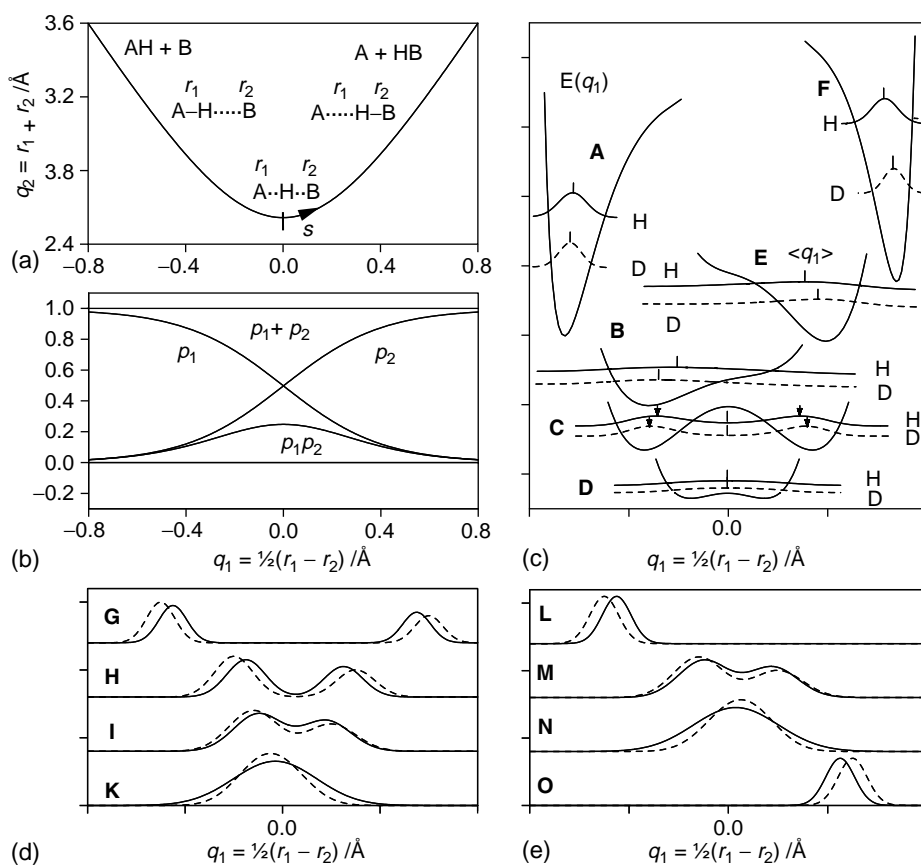 3.6
3.2
3.8
2.4
q2 = r1 + r2 /Å
AH + B
A + HB
r1 r2
A–H·····B
r1 r2
A·····H–B
r1 r2
A··H··B
s
(a)
−0.8 −0.4 0.0 0.4 0.8
1.0
0.8
0.6
0.4
0.2
0.0
−0.2
p1 + p2
p1
p2
p1p2
−0.8 −0.4 0.0 0.4 0.8
(b)
q1 = ½(r1 − r2) /Å
E(q1)
F
H
A
D
H
D
E
<q1>
H
D
B
H
D
C
H
D
D
H
D
0.0
(c)
q1 = ½(r1 − r2) /Å
G
H
I
K
0.0
(d)
q1 = ½(r1 − r2) /Å
L
M
N
O
0.0
(e)
q1 = ½(r1 − r2) /Å